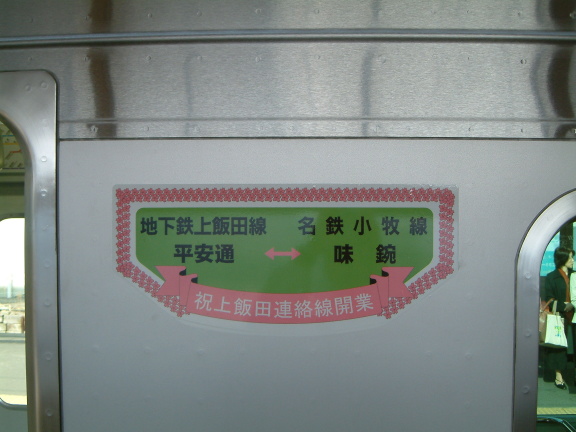 地下鉄上飯田線 名鉄小牧線
平安通 ↔ 味鋺
祝上飯田連絡線開業